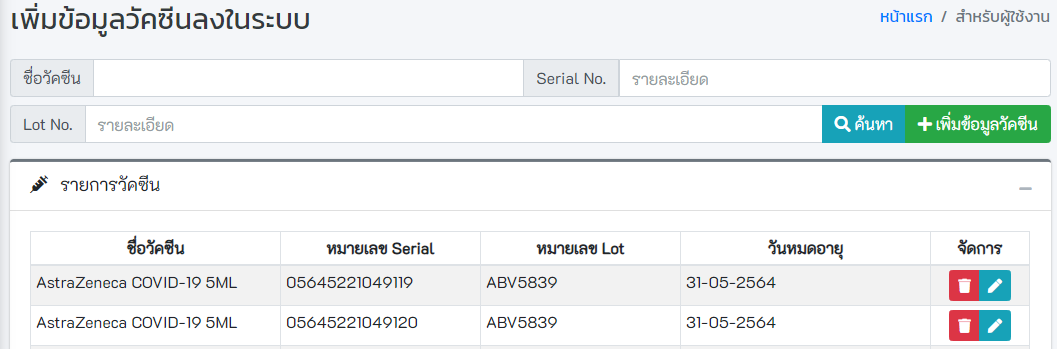 เพิ่มข้อมูลวัคซีนลงในระบบ
หน้าแรก / สำหรับผู้ใช้งาน
ชื่อวัคซีน Serial No. รายละเอียด
Lot No. รายละเอียด ค้นหา เพิ่มข้อมูลวัคซีน
รายการวัคซีน
ชื่อวัคซีน หมายเลข Serial หมายเลข Lot วันหมดอายุ จัดการ
AstraZeneca COVID-19 5ML 05645221049119 ABV5839 31-05-2564
AstraZeneca COVID-19 5ML 05645221049120 ABV5839 31-05-2564